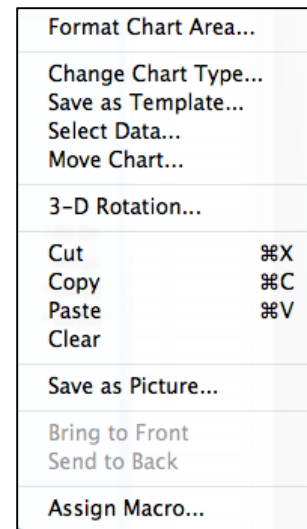 Format Chart Area...
Change Chart Type...
Save as Template...
Select Data...
Move Chart...
3-D Rotation...
Cut ⌘X
Copy ⌘C
Paste ⌘V
Clear
Save as Picture...
Bring to Front
Send to Back
Assign Macro...